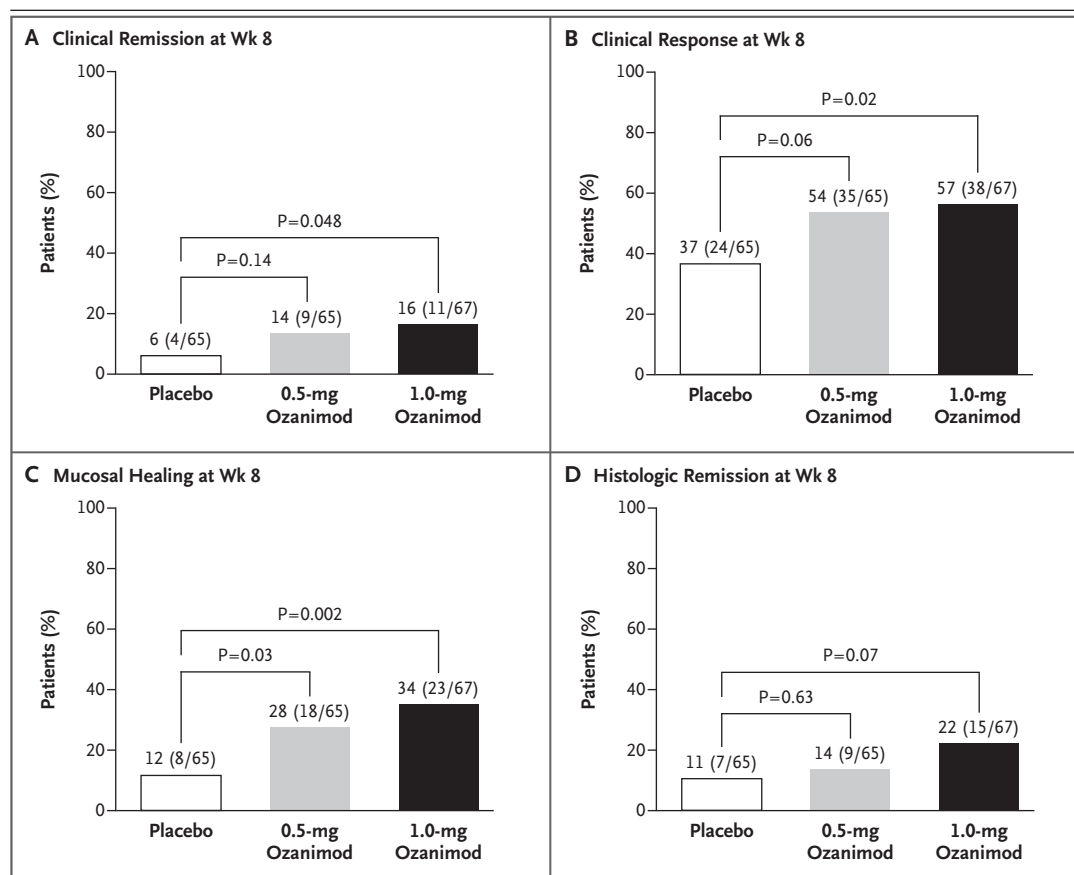 A Clinical Remission at Wk 8
100
80
60
40
20
0
Patients (%)
P=0.048
P=0.14
6 (4/65)
14 (9/65)
16 (11/67)
Placebo
0.5-mg
Ozanimod
1.0-mg
Ozanimod
B Clinical Response at Wk 8
100
80
60
40
20
0
Patients (%)
P=0.02
P=0.06
37 (24/65)
54 (35/65)
57 (38/67)
Placebo
0.5-mg
Ozanimod
1.0-mg
Ozanimod
C Mucosal Healing at Wk 8
100
80
60
40
20
0
Patients (%)
P=0.002
P=0.03
12 (8/65)
28 (18/65)
34 (23/67)
Placebo
0.5-mg
Ozanimod
1.0-mg
Ozanimod
D Histologic Remission at Wk 8
100
80
60
40
20
0
Patients (%)
P=0.07
P=0.63
11 (7/65)
14 (9/65)
22 (15/67)
Placebo
0.5-mg
Ozanimod
1.0-mg
Ozanimod